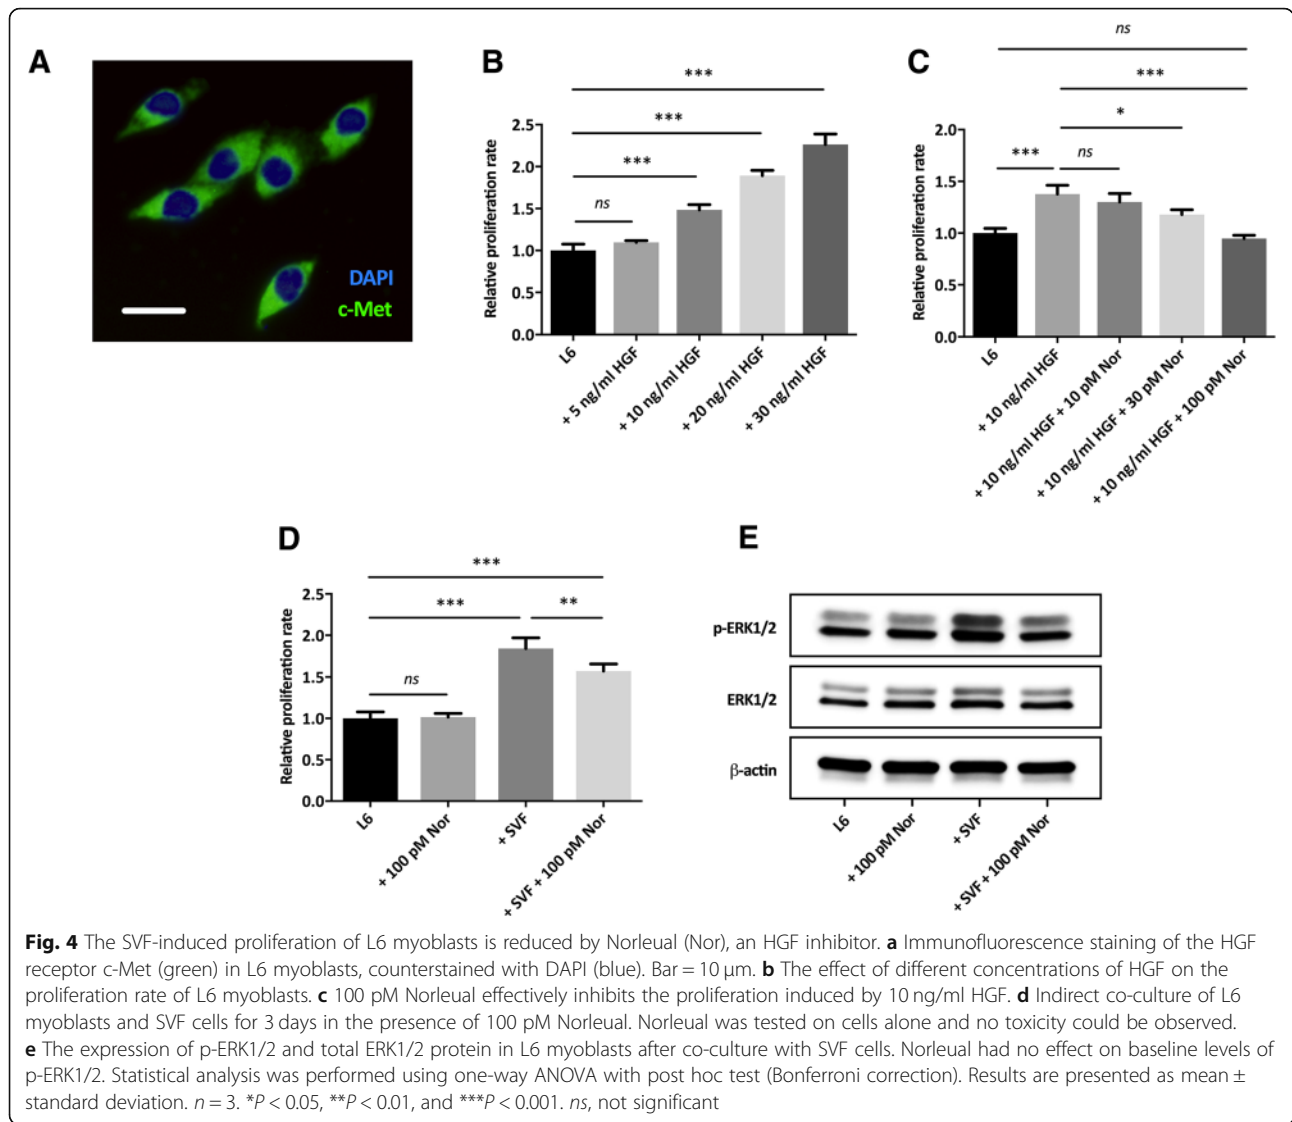 A
DAPI
c-Met
B
***
***
***
ns
Relative proliferation rate
2.5
2.0
1.5
1.0
0.5
0.0
L6
+ 5 ng/ml HGF
+ 10 ng/ml HGF
+ 20 ng/ml HGF
+ 30 ng/ml HGF
C
ns
***
*
***
ns
Relative proliferation rate
2.0
1.5
1.0
0.5
0.0
L6
+ 10 ng/ml HGF
+ 10 ng/ml HGF + 10 pM Nor
+ 10 ng/ml HGF + 30 pM Nor
+ 10 ng/ml HGF + 100 pM Nor
D
***
***
**
ns
Relative proliferation rate
2.5
2.0
1.5
1.0
0.5
0.0
L6
+ 100 pM Nor
+ SVF
+ SVF + 100 pM Nor
E
p-ERK1/2
ERK1/2
β-actin
L6
+ 100 pM Nor
+ SVF
+ SVF + 100 pM Nor
Fig. 4 The SVF-induced proliferation of L6 myoblasts is reduced by Norleual (Nor), an HGF inhibitor. a Immunofluorescence staining of the HGF
receptor c-Met (green) in L6 myoblasts, counterstained with DAPI (blue). Bar = 10 μm. b The effect of different concentrations of HGF on the
proliferation rate of L6 myoblasts. c 100 pM Norleual effectively inhibits the proliferation induced by 10 ng/ml HGF. d Indirect co-culture of L6
myoblasts and SVF cells for 3 days in the presence of 100 pM Norleual. Norleual was tested on cells alone and no toxicity could be observed.
e The expression of p-ERK1/2 and total ERK1/2 protein in L6 myoblasts after co-culture with SVF cells. Norleual had no effect on baseline levels of
p-ERK1/2. Statistical analysis was performed using one-way ANOVA with post hoc test (Bonferroni correction). Results are presented as mean ±
standard deviation. n = 3. *P < 0.05, **P < 0.01, and ***P < 0.001. ns, not significant